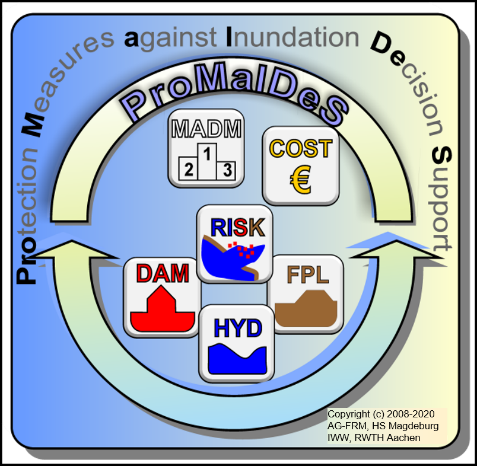 Protection Measures against Inundation Decision Support
ProMaIDeS
MADM
1
2 3
COST
€
RISK
DAM
FPL
HYD
Copyright (c) 2008-2020
AG-FRM, HS Magdeburg
IWW, RWTH Aachen